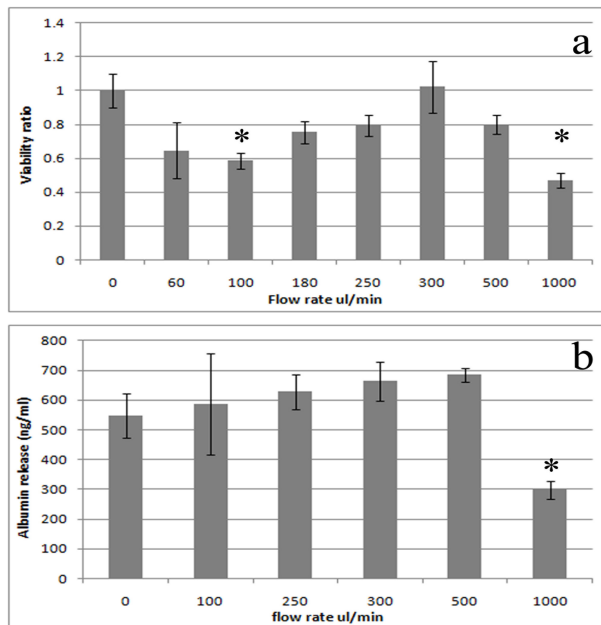 a
Viability ratio
1.4
1.2
1
0.8
0.6
0.4
0.2
0
*
*
0 60 100 180 250 300 500 1000
Flow rate ul/min
b
Albumin release (ng/ml)
800
700
600
500
400
300
200
100
0
*
0 100 250 300 500 1000
flow rate ul/min